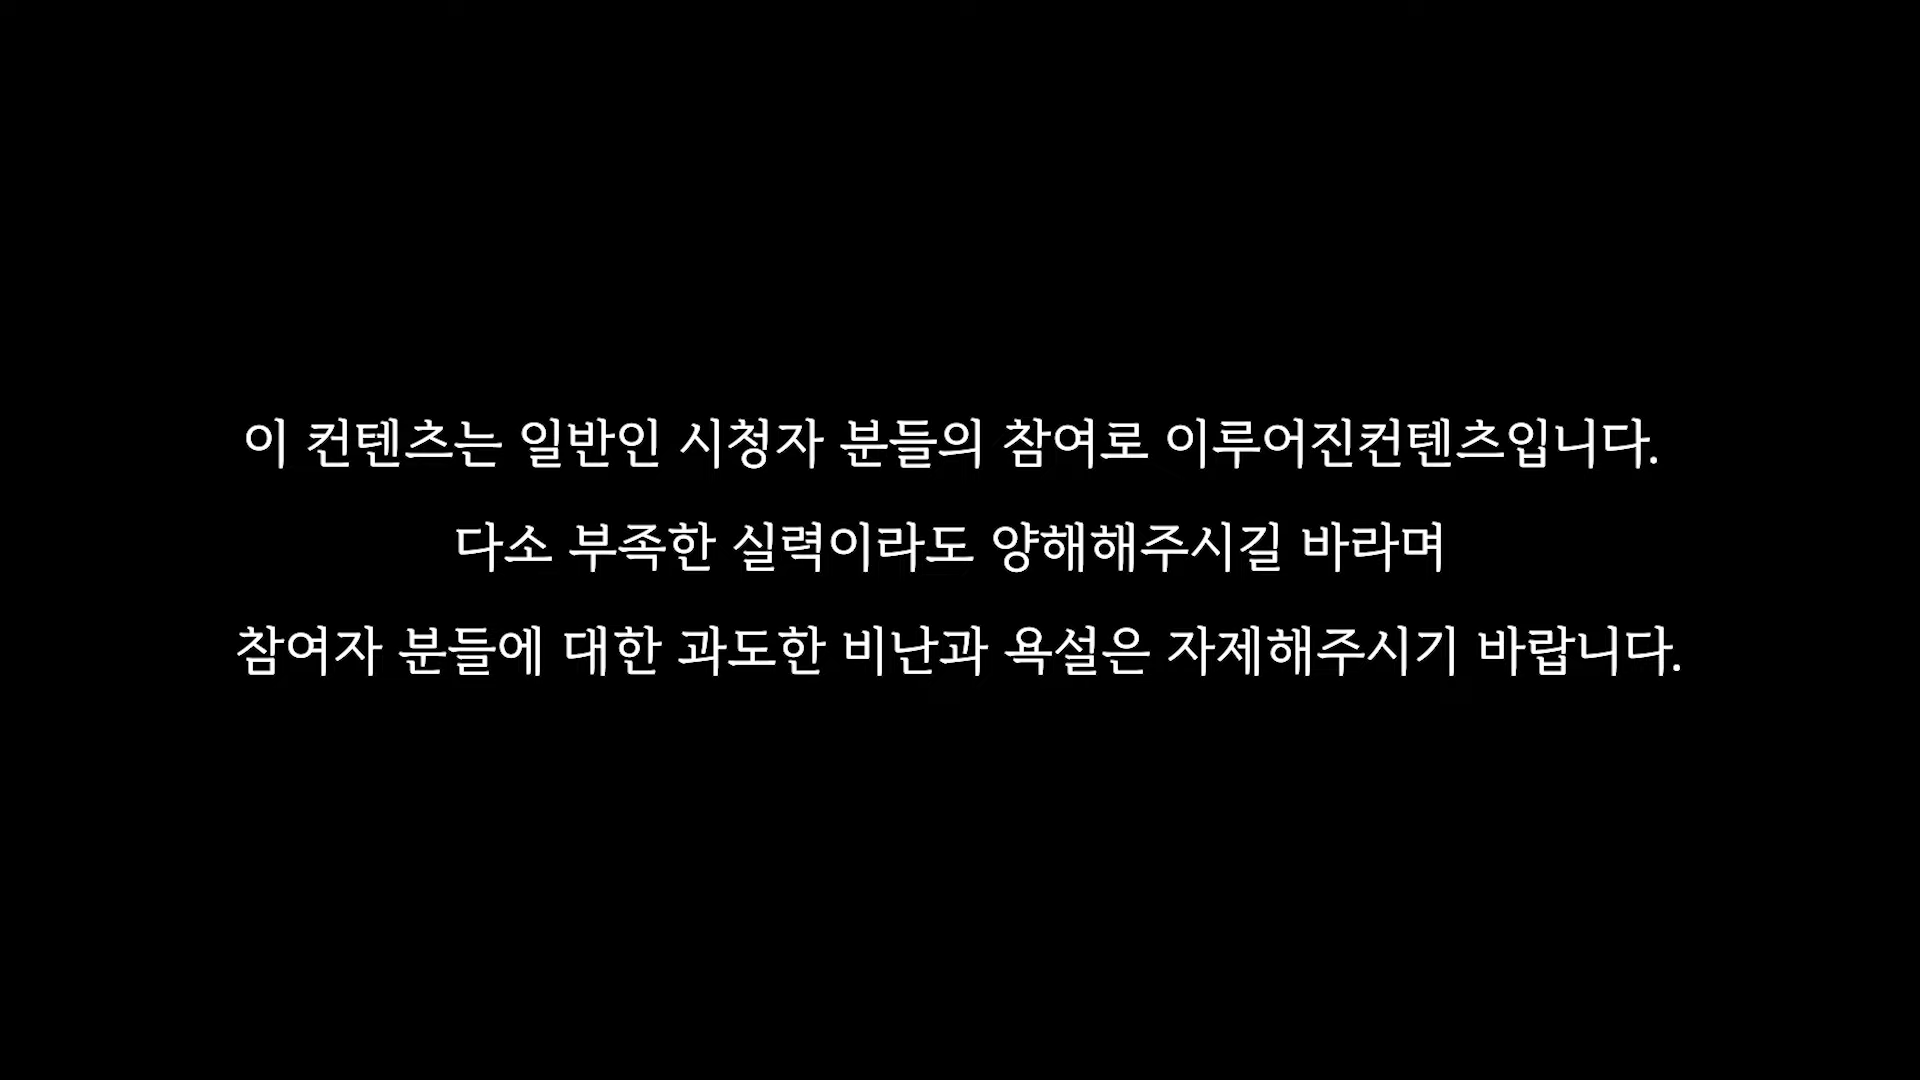 이 컨텐츠는 일반인 시청자 분들의 참여로 이루어진컨텐츠입니다.
다소 부족한 실력이라도 양해해주시길 바라며
참여자 분들에 대한 과도한 비난과 욕설은 자제해주시기 바랍니다.